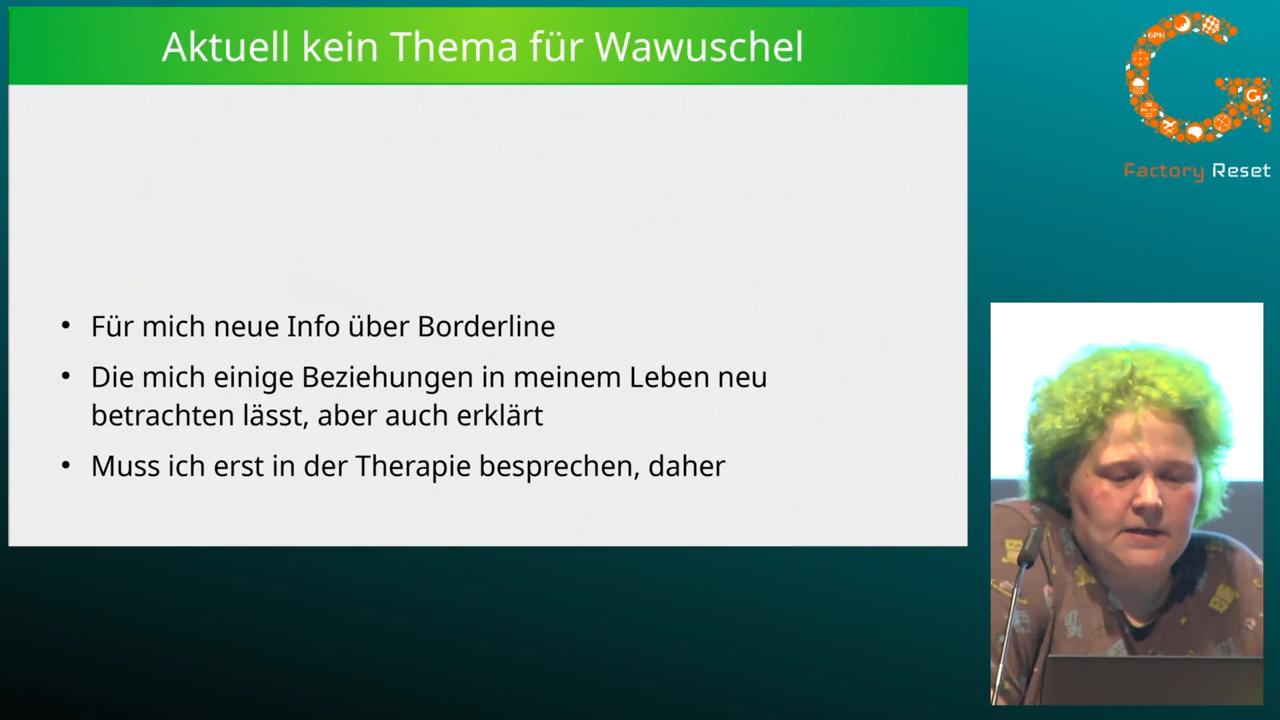 Aktuell kein Thema für Wawuschel
• Für mich neue Info über Borderline
• Die mich einige Beziehungen in meinem Leben neu
betrachten lässt, aber auch erklärt
• Muss ich erst in der Therapie besprechen, daher
GPN
Factory Reset